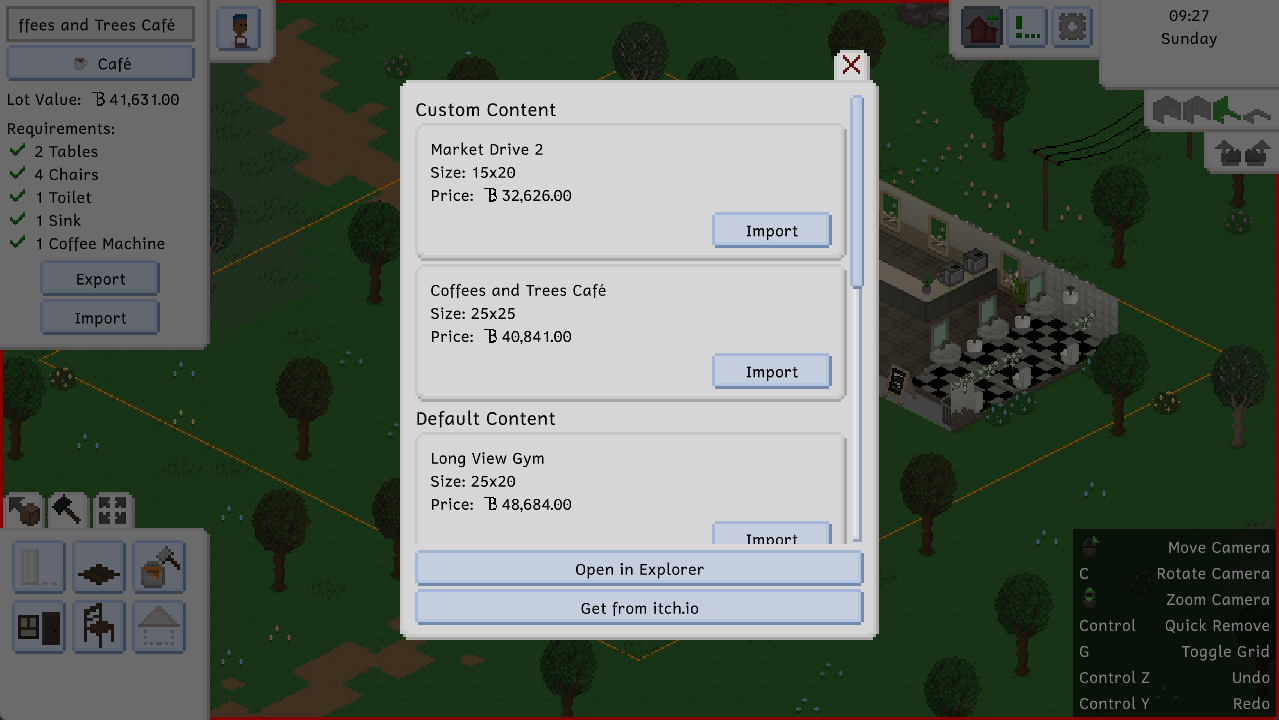 ffees and Trees Café
Café
Lot Value: 41,631.00
Requirements:
2 Tables
4 Chairs
1 Toilet
1 Sink
1 Coffee Machine
Export
Import
09:27
Sunday
Custom Content
Market Drive 2
Size: 15x20
Price: 32,626.00
Import
Coffees and Trees Café
Size: 25x25
Price: 40,841.00
Import
Default Content
Long View Gym
Size: 25x20
Price: 48,684.00
Import
Open in Explorer
Get from itch.io
Move Camera
C Rotate Camera
Zoom Camera
Control Quick Remove
G Toggle Grid
Control Z Undo
Control Y Redo